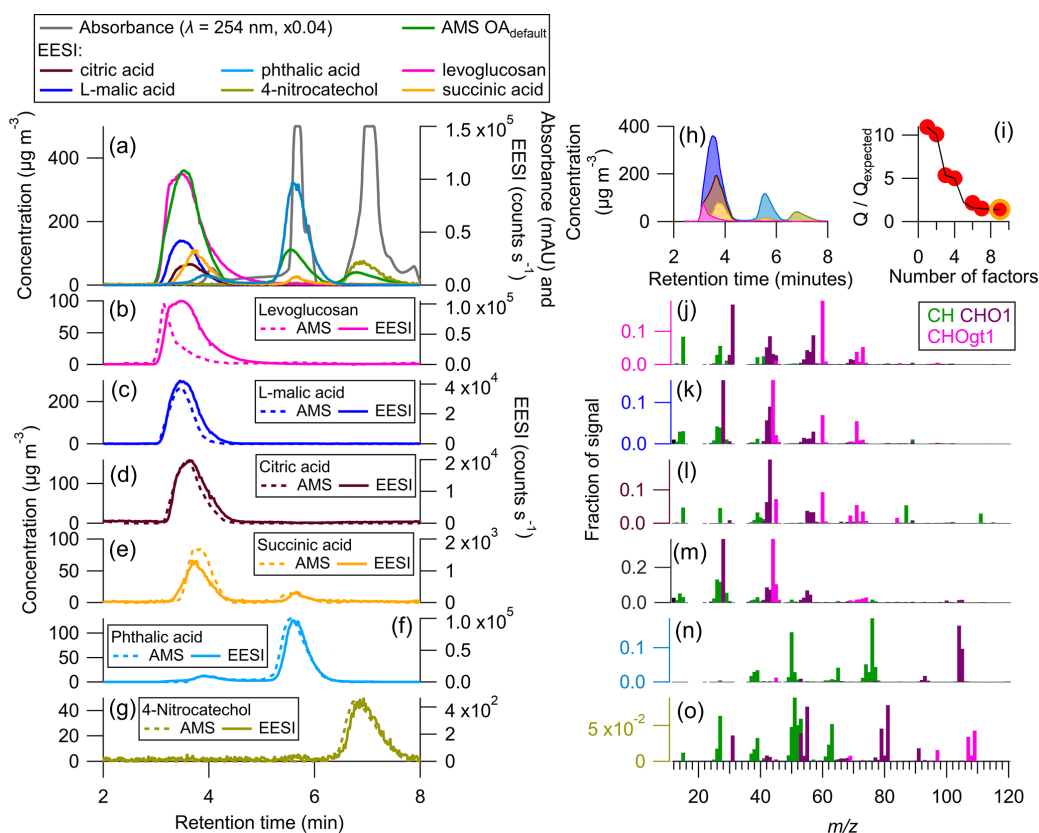 Absorbance (λ = 254 nm, x0.04) AMS OAdefault
EESI:
citric acid phthalic acid levoglucosan
L-malic acid 4-nitrocatechol succinic acid
(a)
Concentration (µg m⁻³)
400
200
0
1.5 x10⁵
1.0
0.5
0.0
Absorbance (mAU) and
EESI (counts s⁻¹)
(b)
100
50
0
Levoglucosan
AMS EESI
1.0 x10⁵
0.5
0.0
(c)
200
0
L-malic acid
AMS EESI
4 x10⁴
2
0
(d)
100
50
0
Citric acid
AMS EESI
2 x10⁴
1
0
(e)
100
50
0
Succinic acid
AMS EESI
2 x10³
1
0
Concentration (µg m⁻³)
EESI (counts s⁻¹)
(f)
100
50
0
Phthalic acid
AMS EESI
1.0 x10⁵
0.5
0.0
(g)
40
20
0
4-Nitrocatechol
AMS EESI
4 x10²
2
0
2 4 6 8
Retention time (min)
(h)
Concentration
(µg m⁻³)
400
200
0
2 4 6 8
Retention time (minutes)
(i)
Q / Qexpected
10
5
0
0 4 8
Number of factors
(j)
0.1
0.0
CH CHO1
CHOgt1
(k)
0.1
0.0
(l)
0.1
0.0
(m)
0.2
0.0
(n)
0.1
0.0
(o)
5 x10⁻²
0
Fraction of signal
20 40 60 80 100 120
m/z